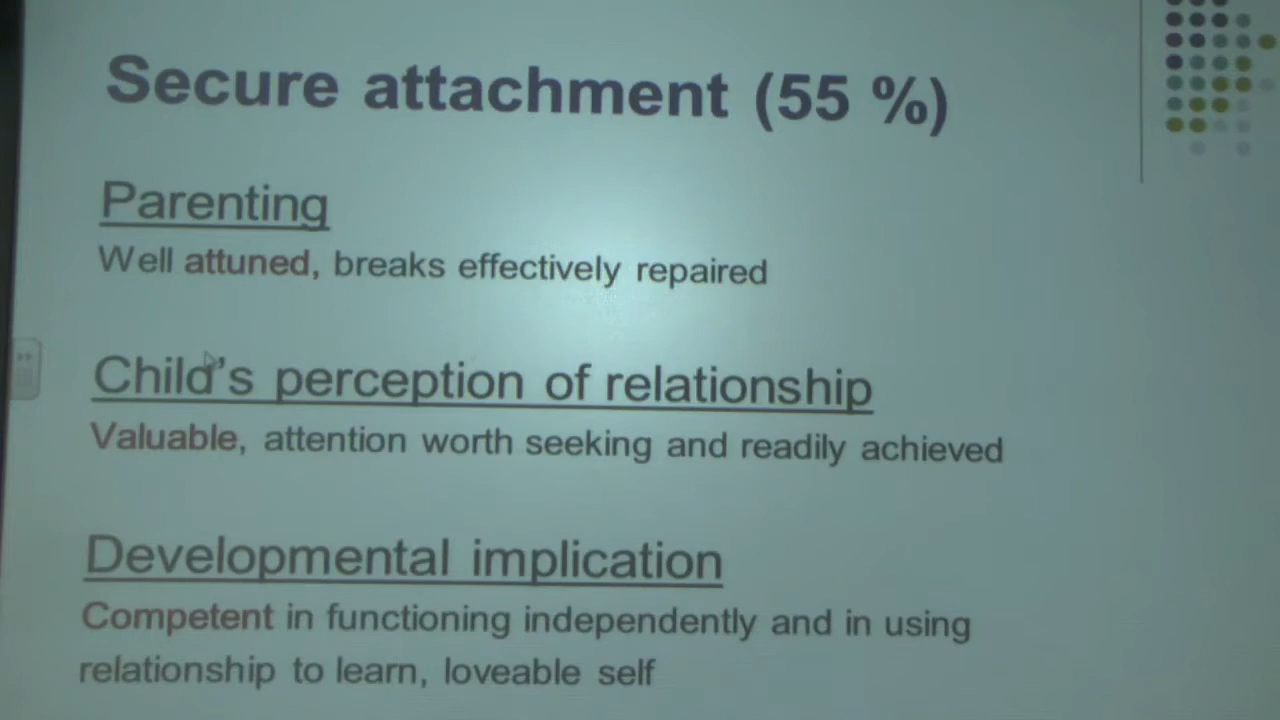 Secure attachment (55 %)
Parenting
Well attuned, breaks effectively repaired
Child's perception of relationship
Valuable, attention worth seeking and readily achieved
Developmental implication
Competent in functioning independently and in using
relationship to learn, loveable self